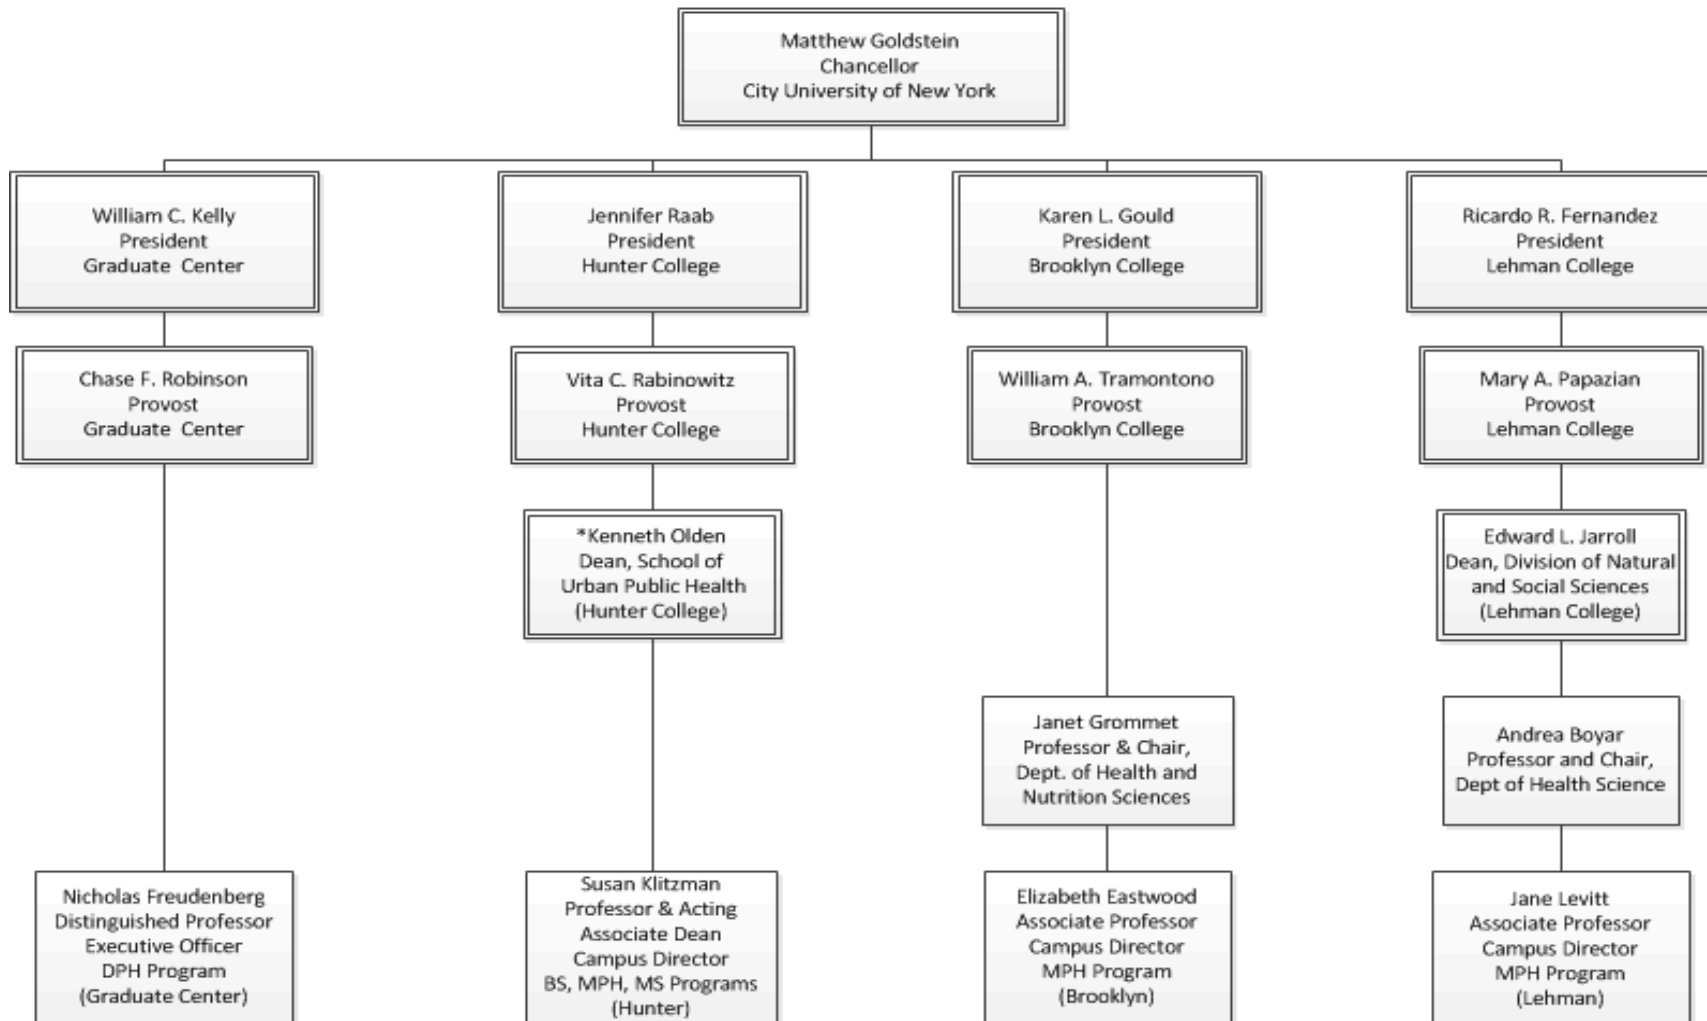 Matthew Goldstein
Chancellor
City University of New York
William C. Kelly
President
Graduate Center
Jennifer Raab
President
Hunter College
Karen L. Gould
President
Brooklyn College
Ricardo R. Fernandez
President
Lehman College
Chase F. Robinson
Provost
Graduate Center
Vita C. Rabinowitz
Provost
Hunter College
William A. Tramontono
Provost
Brooklyn College
Mary A. Papazian
Provost
Lehman College
*Kenneth Olden
Dean, School of
Urban Public Health
(Hunter College)
Edward L. Jarroll
Dean, Division of Natural
and Social Sciences
(Lehman College)
Janet Grommet
Professor & Chair,
Dept. of Health and
Nutrition Sciences
Andrea Boyar
Professor and Chair,
Dept of Health Science
Nicholas Freudenberg
Distinguished Professor
Executive Officer
DPH Program
(Graduate Center)
Susan Klitzman
Professor & Acting
Associate Dean
Campus Director
BS, MPH, MS Programs
(Hunter)
Elizabeth Eastwood
Associate Professor
Campus Director
MPH Program
(Brooklyn)
Jane Levitt
Associate Professor
Campus Director
MPH Program
(Lehman)